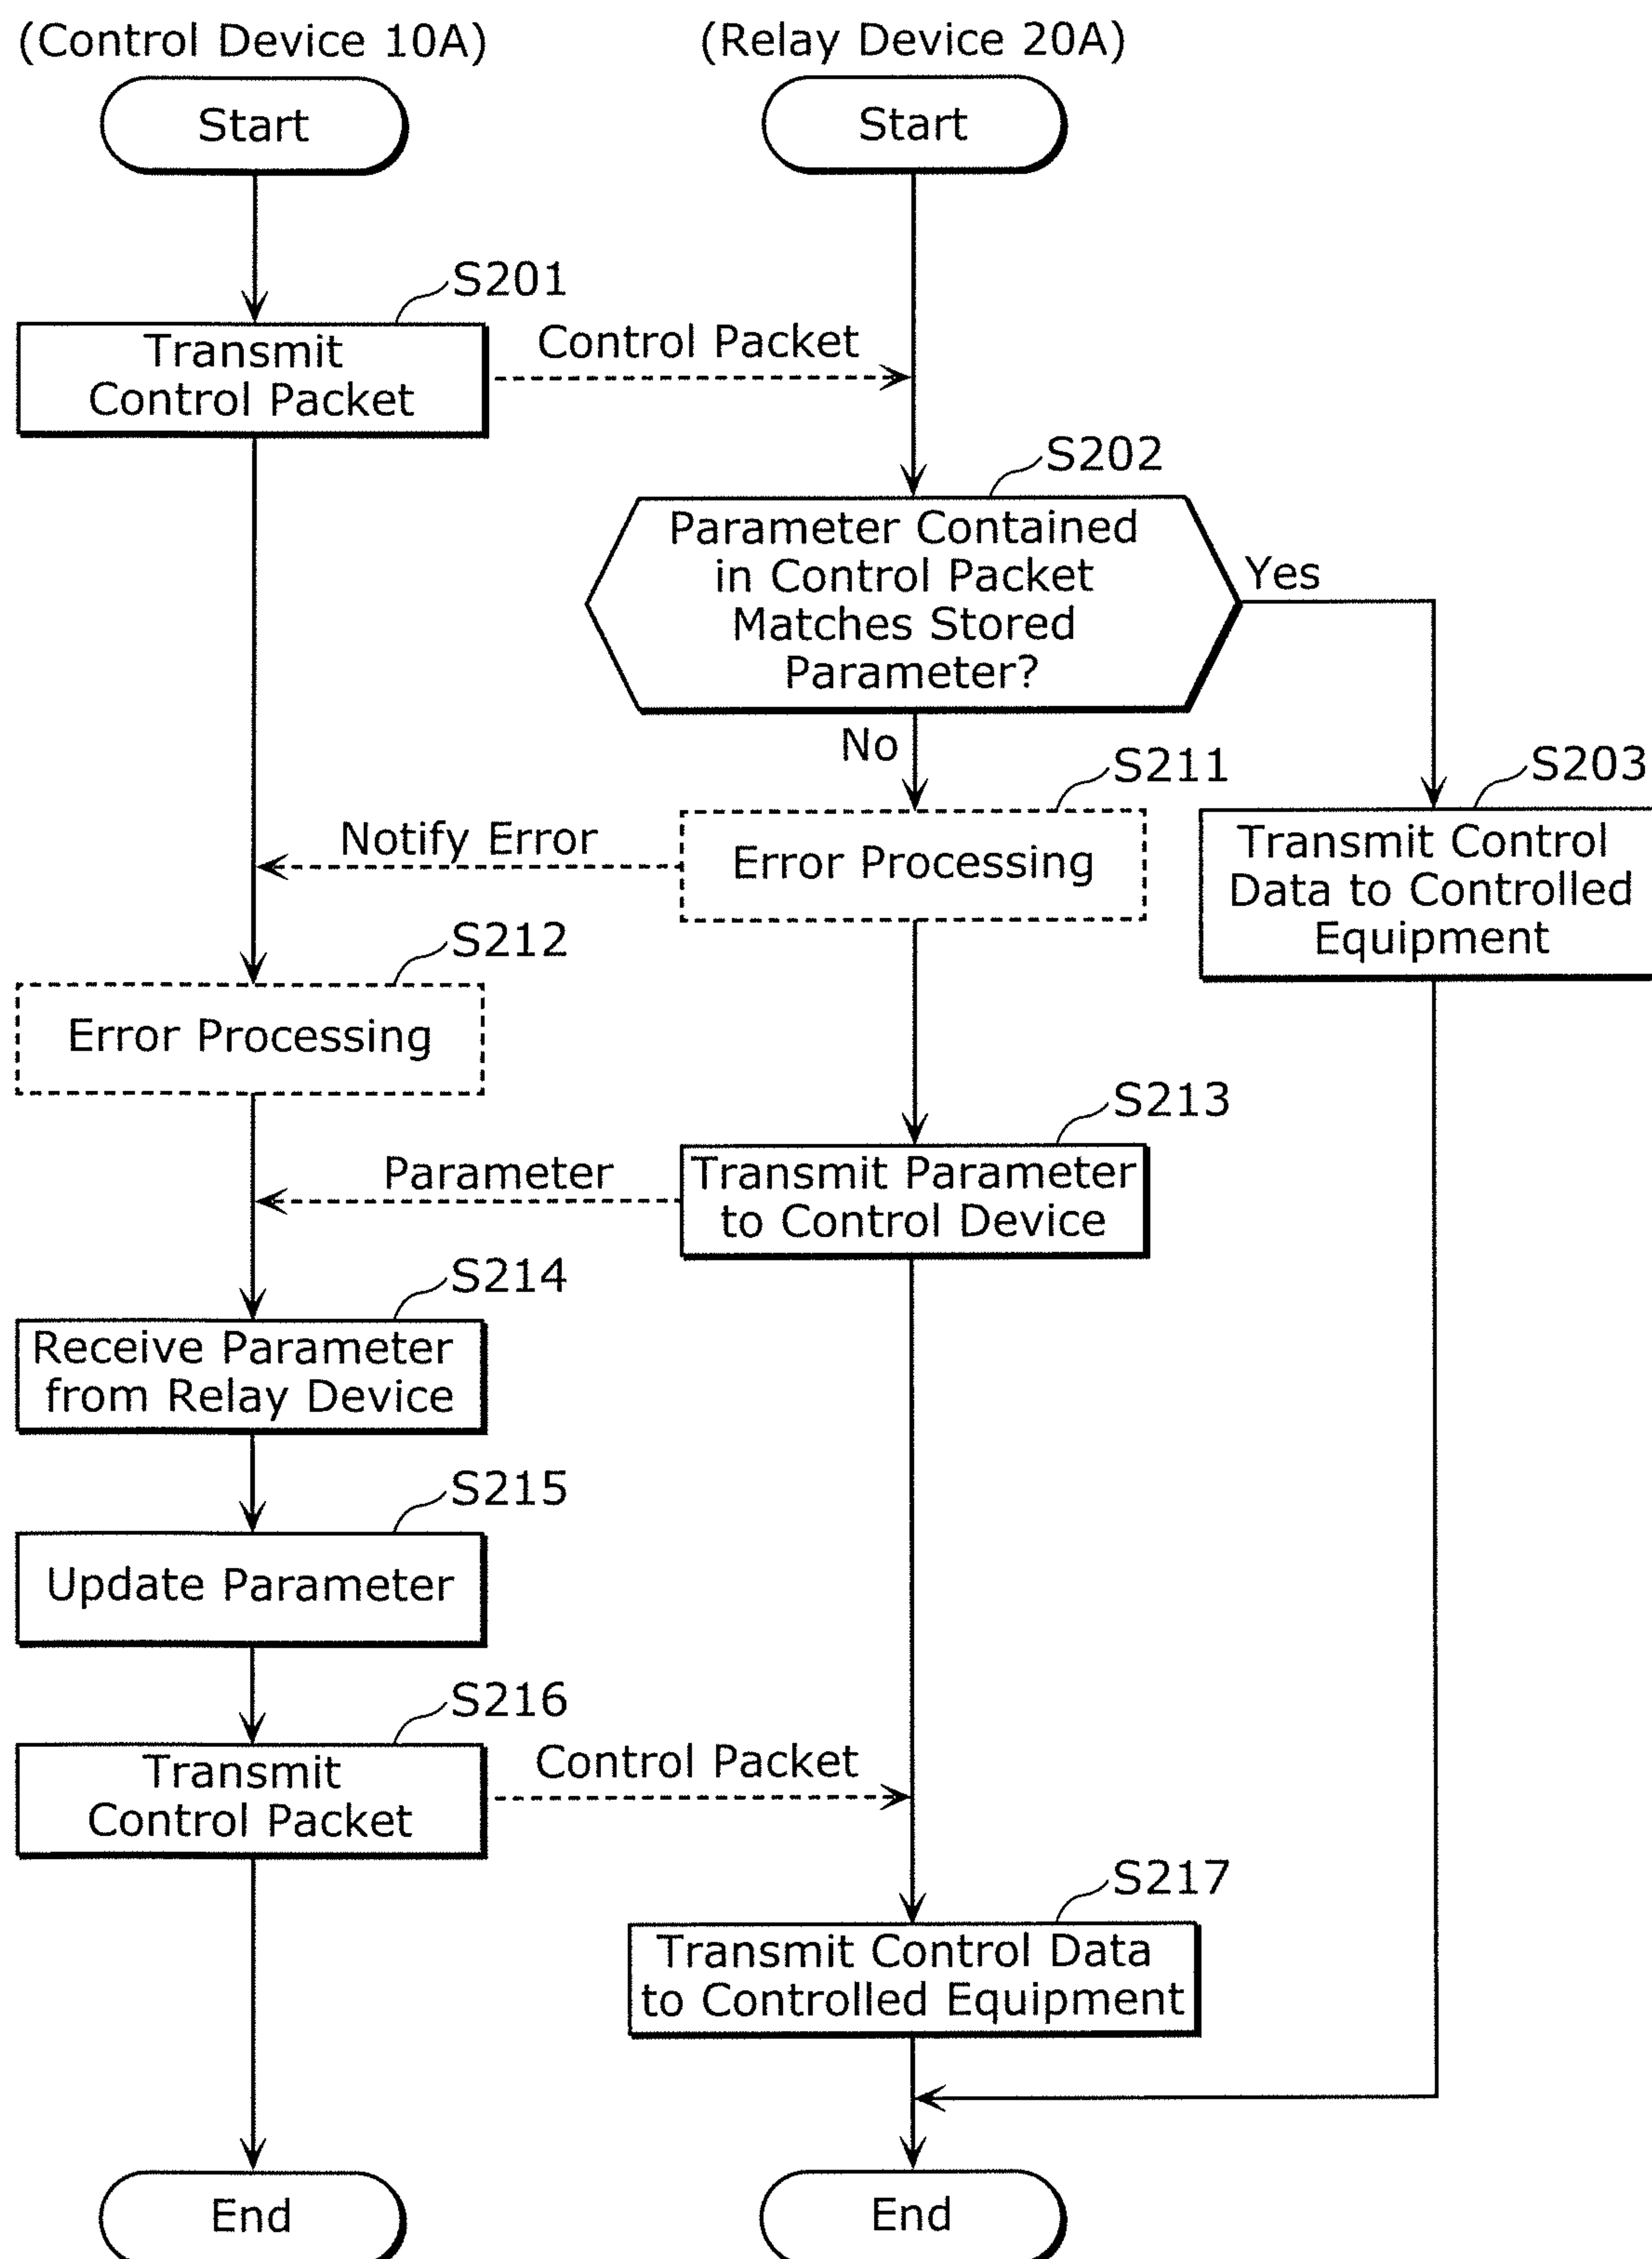 (Control Device 10A)
(Relay Device 20A)
Start
Start
S201
Transmit
Control Packet
Control Packet
S202
Parameter Contained
in Control Packet
Matches Stored
Parameter?
Yes
No
S211
S203
Notify Error
Error Processing
Transmit Control
Data to Controlled
Equipment
S212
Error Processing
S213
Parameter
Transmit Parameter
to Control Device
S214
Receive Parameter
from Relay Device
S215
Update Parameter
S216
Transmit
Control Packet
Control Packet
S217
Transmit Control Data
to Controlled Equipment
End
End